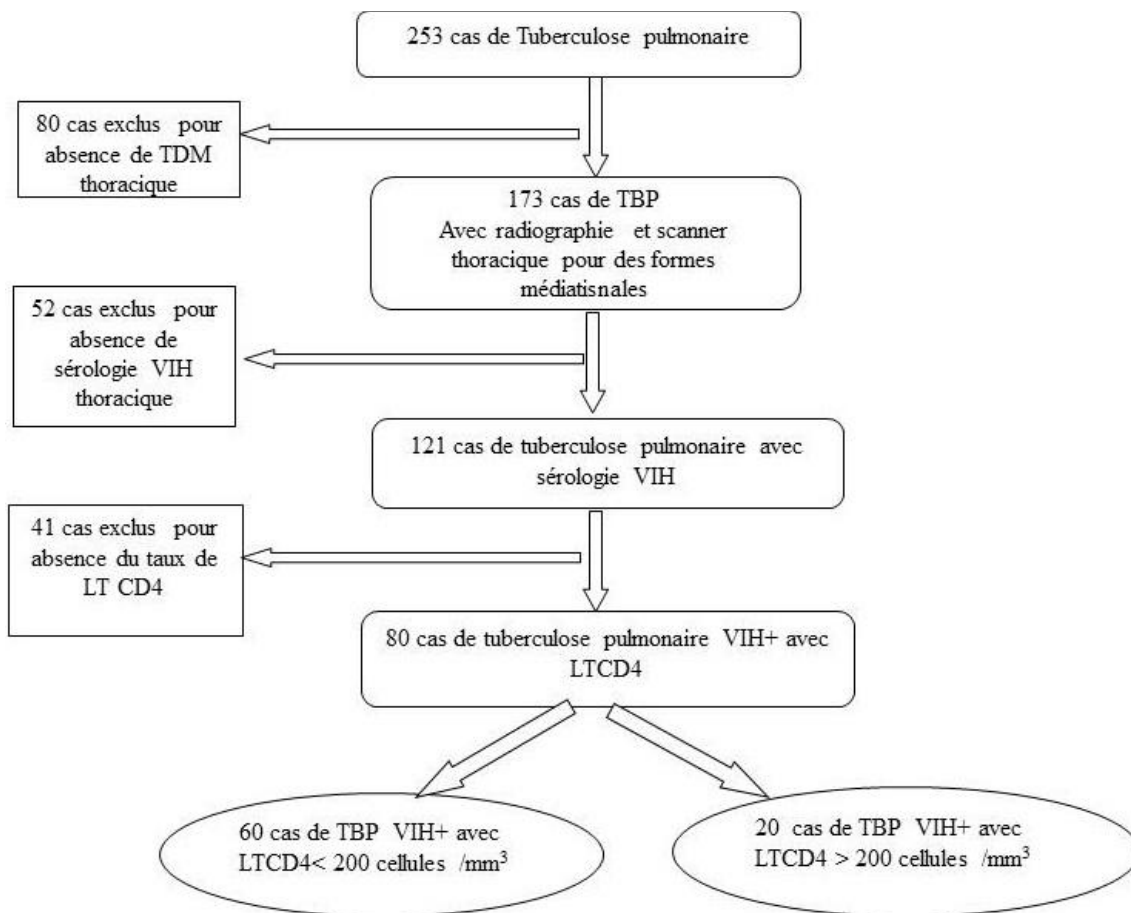 253 cas de Tuberculose pulmonaire
80 cas exclus pour
absence de TDM
thoracique
173 cas de TBP
Avec radiographie et scanner
thoracique pour des formes
médiatisnales
52 cas exclus pour
absence de
sérologie VIH
thoracique
121 cas de tuberculose pulmonaire avec
sérologie VIH
41 cas exclus pour
absence du taux de
LT CD4
80 cas de tuberculose pulmonaire VIH+ avec
LTCD4
60 cas de TBP VIH+ avec
LTCD4< 200 cellules /mm³
20 cas de TBP VIH+ avec
LTCD4 > 200 cellules /mm³